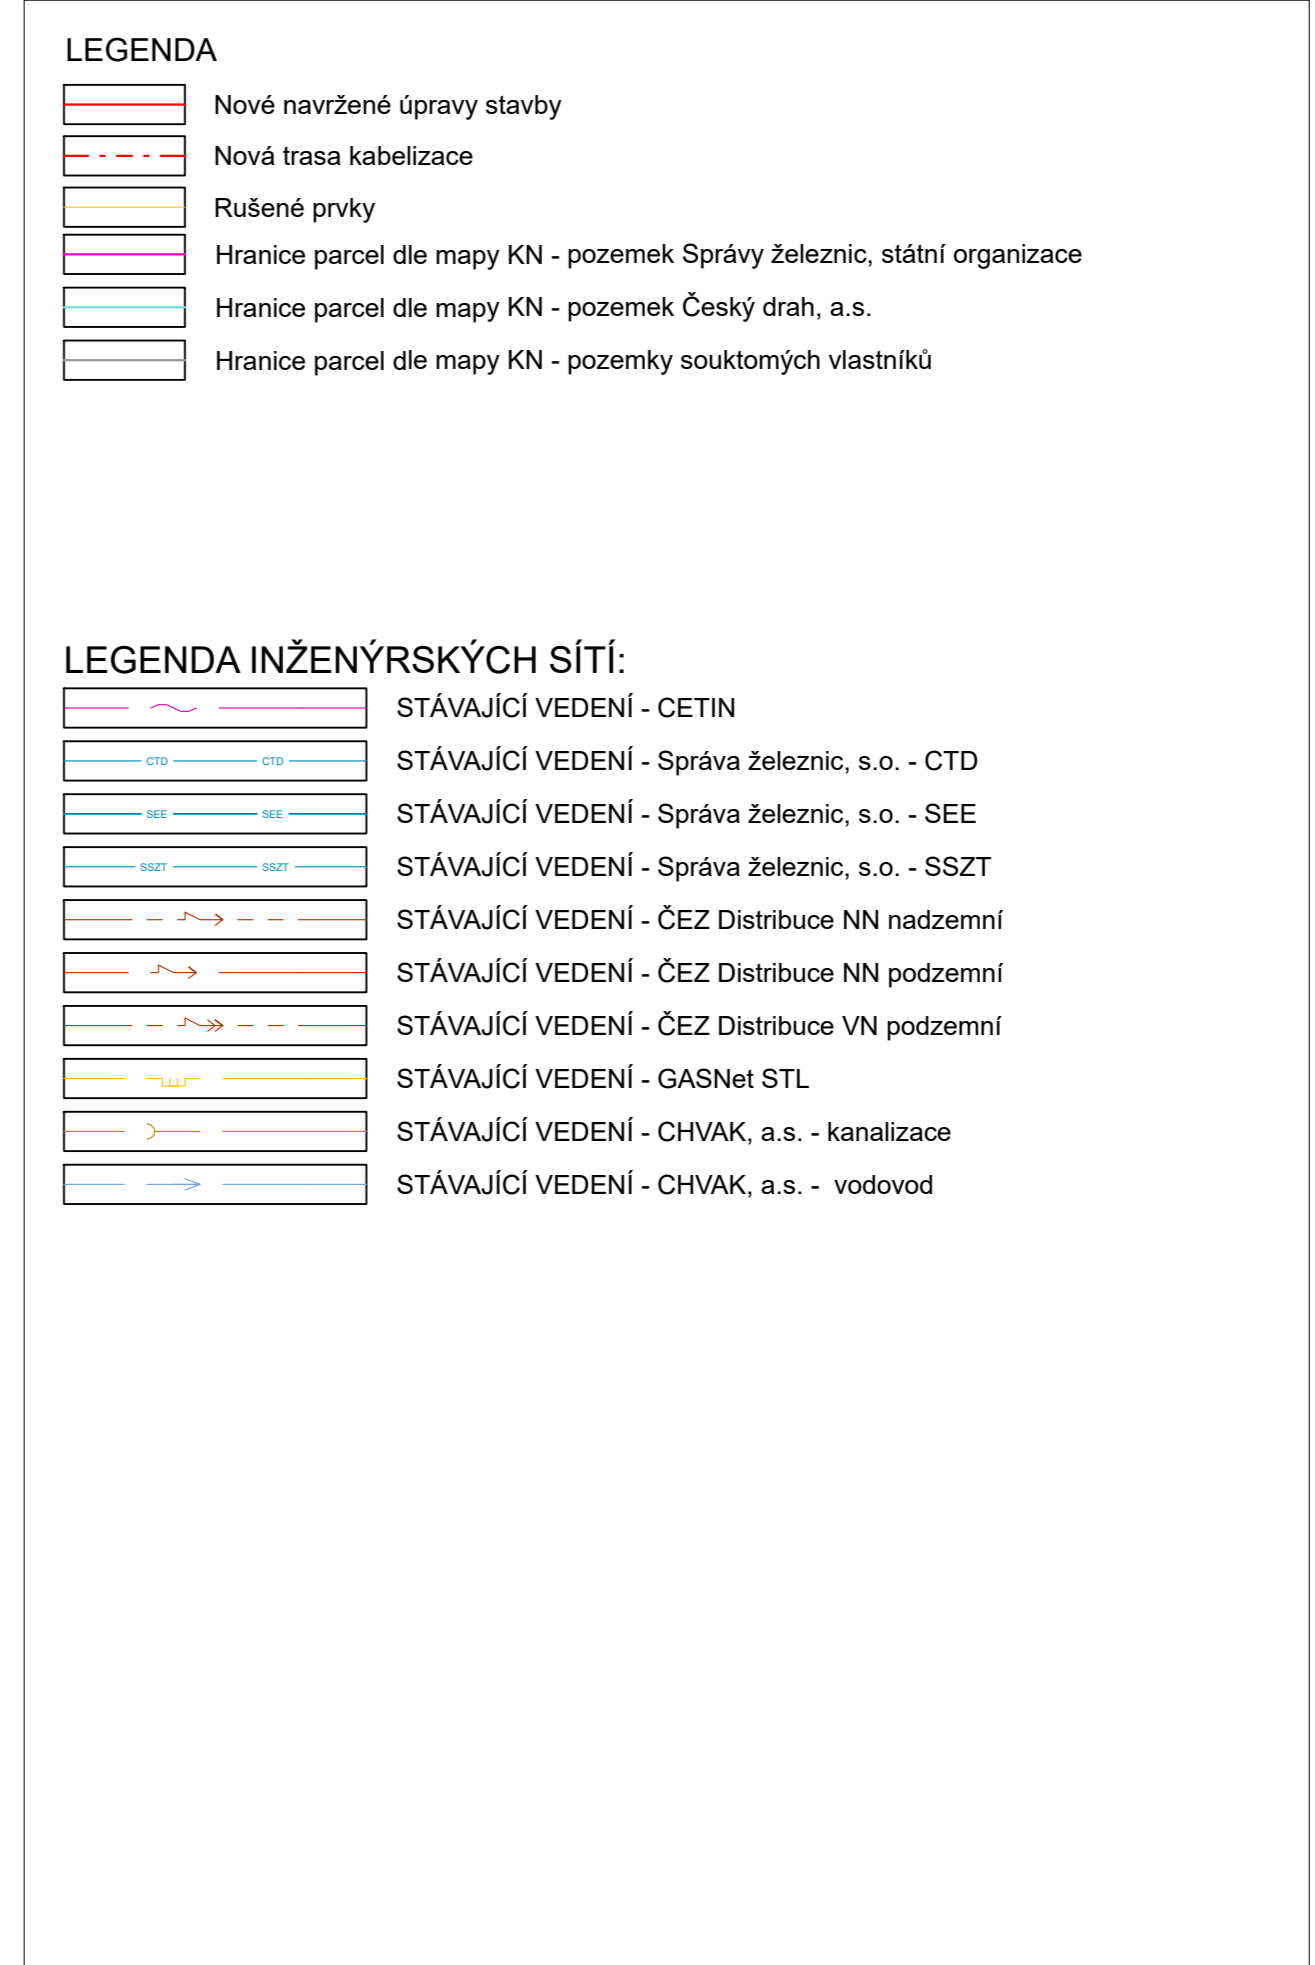 LEGENDA
Nové navržené úpravy stavby
Nová trasa kabelizace
Rušené prvky
Hranice parcel dle mapy KN - pozemek Správy železnic, státní organizace
Hranice parcel dle mapy KN - pozemek Český drah, a.s.
Hranice parcel dle mapy KN - pozemky souktomých vlastníků
LEGENDA INŽENÝRSKÝCH SÍTÍ:
STÁVAJÍCÍ VEDENÍ - CETIN
CTD CTD STÁVAJÍCÍ VEDENÍ - Správa železnic, s.o. - CTD
SEE SEE STÁVAJÍCÍ VEDENÍ - Správa železnic, s.o. - SEE
SSZT SSZT STÁVAJÍCÍ VEDENÍ - Správa železnic, s.o. - SSZT
STÁVAJÍCÍ VEDENÍ - ČEZ Distribuce NN nadzemní
STÁVAJÍCÍ VEDENÍ - ČEZ Distribuce NN podzemní
STÁVAJÍCÍ VEDENÍ - ČEZ Distribuce VN podzemní
STÁVAJÍCÍ VEDENÍ - GASNet STL
STÁVAJÍCÍ VEDENÍ - CHVAK, a.s. - kanalizace
STÁVAJÍCÍ VEDENÍ - CHVAK, a.s. - vodovod